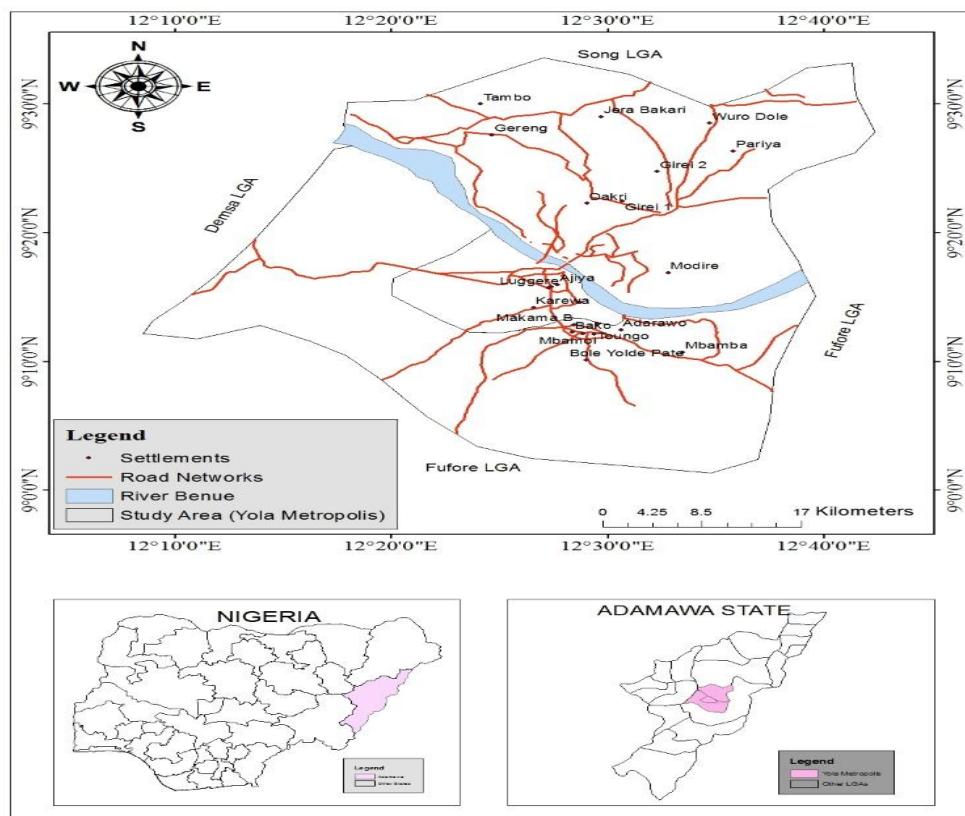 12°10'0"E 12°20'0"E 12°30'0"E 12°40'0"E
N
W E
S
Song LGA
9°30'0"N 9°30'0"N
Tambo
Jera Bakari
Wuro Dole
Gereng
Pariya
Girei 2
Demsa LGA
Dakri
Girei 1
9°20'0"N 9°20'0"N
Modire
Ajiya
Luggere
Karewa
Makama B
Bako
Adarawo
Mbamoi
Toungo
Mbamba
Bole Yolde Pate
Fufore LGA
9°10'0"N 9°10'0"N
Legend
Settlements
Road Networks
River Benue
Study Area (Yola Metropolis)
Fufore LGA
9°0'0"N 9°0'0"N
0 4.25 8.5 17 Kilometers
12°10'0"E 12°20'0"E 12°30'0"E 12°40'0"E
NIGERIA
Legend
Other States
ADAMAWA STATE
Legend
Yola Metropolis
Other LGAs